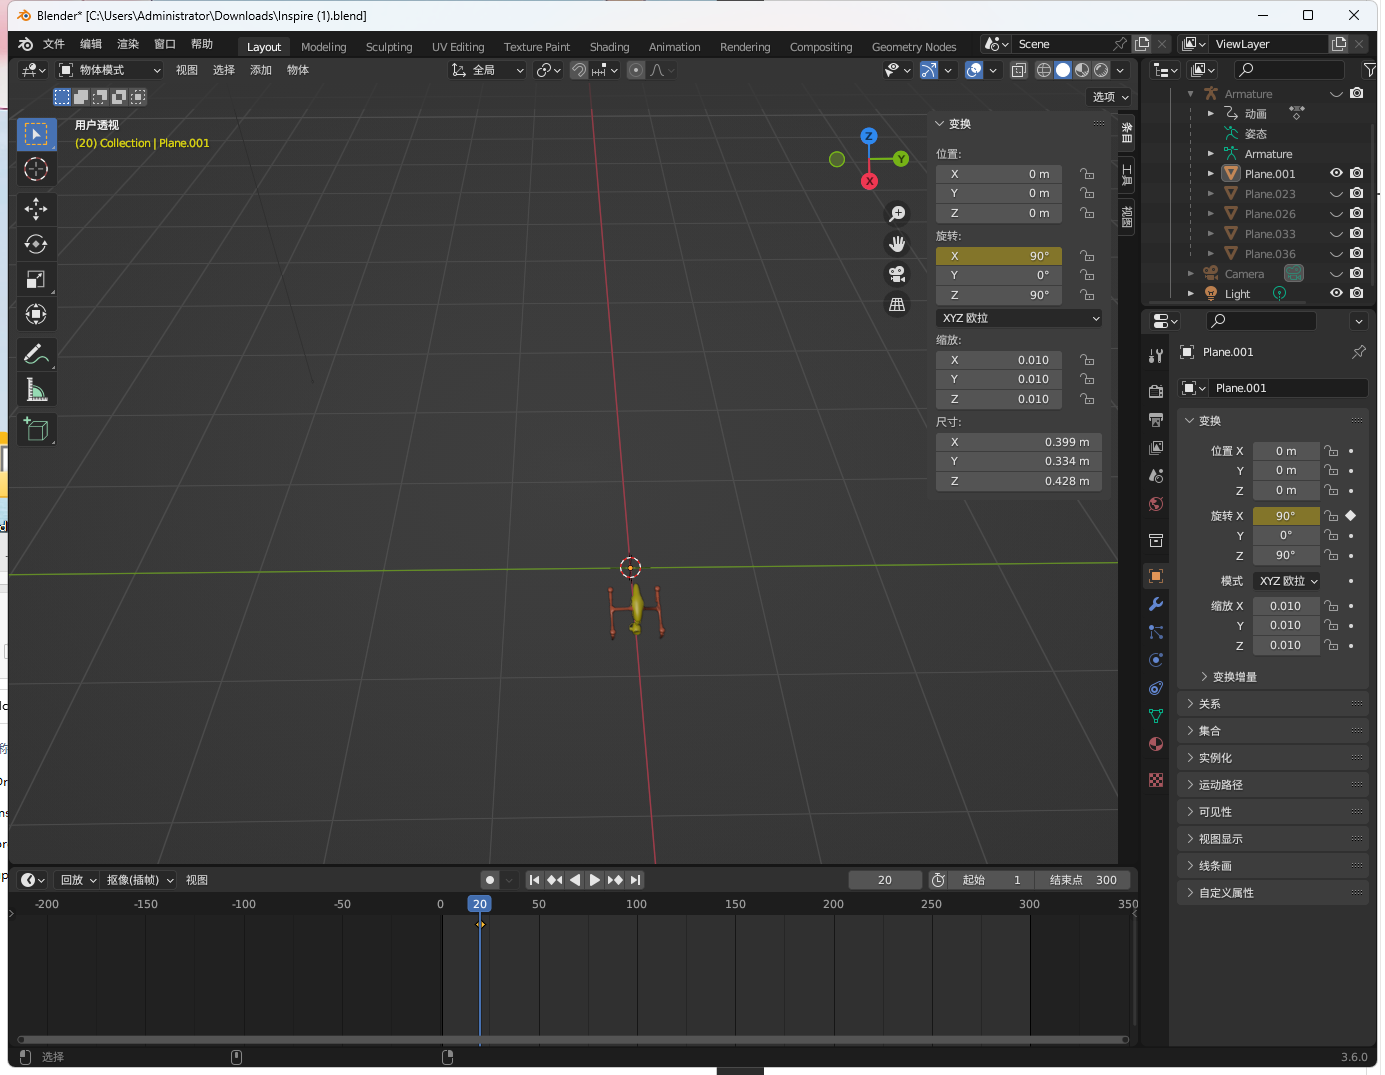 Blender* [C:\Users\Administrator\Downloads\Inspire (1).blend]
文件 编辑 渲染 窗口 帮助 Layout Modeling Sculpting UV Editing Texture Paint Shading Animation Rendering Compositing Geometry Nodes Scene ViewLayer
物体模式 视图 选择 添加 物体 全局
选项
用户透视
(20) Collection | Plane.001
Z
Y
X
变换
位置:
X 0 m
Y 0 m
Z 0 m
旋转:
X 90°
Y 0°
Z 90°
XYZ 欧拉
缩放:
X 0.010
Y 0.010
Z 0.010
尺寸:
X 0.399 m
Y 0.334 m
Z 0.428 m
条目
工具
视图
Armature
动画
姿态
Armature
Plane.001
Plane.023
Plane.026
Plane.033
Plane.036
Camera
Light
Plane.001
Plane.001
变换
位置 X 0 m
Y 0 m
Z 0 m
旋转 X 90°
Y 0°
Z 90°
模式 XYZ 欧拉
缩放 X 0.010
Y 0.010
Z 0.010
变换增量
关系
集合
实例化
运动路径
可见性
视图显示
线条画
自定义属性
回放 抠像(插帧) 视图 20 起始 1 结束点 300
-200 -150 -100 -50 0 20 50 100 150 200 250 300 350
选择
3.6.0